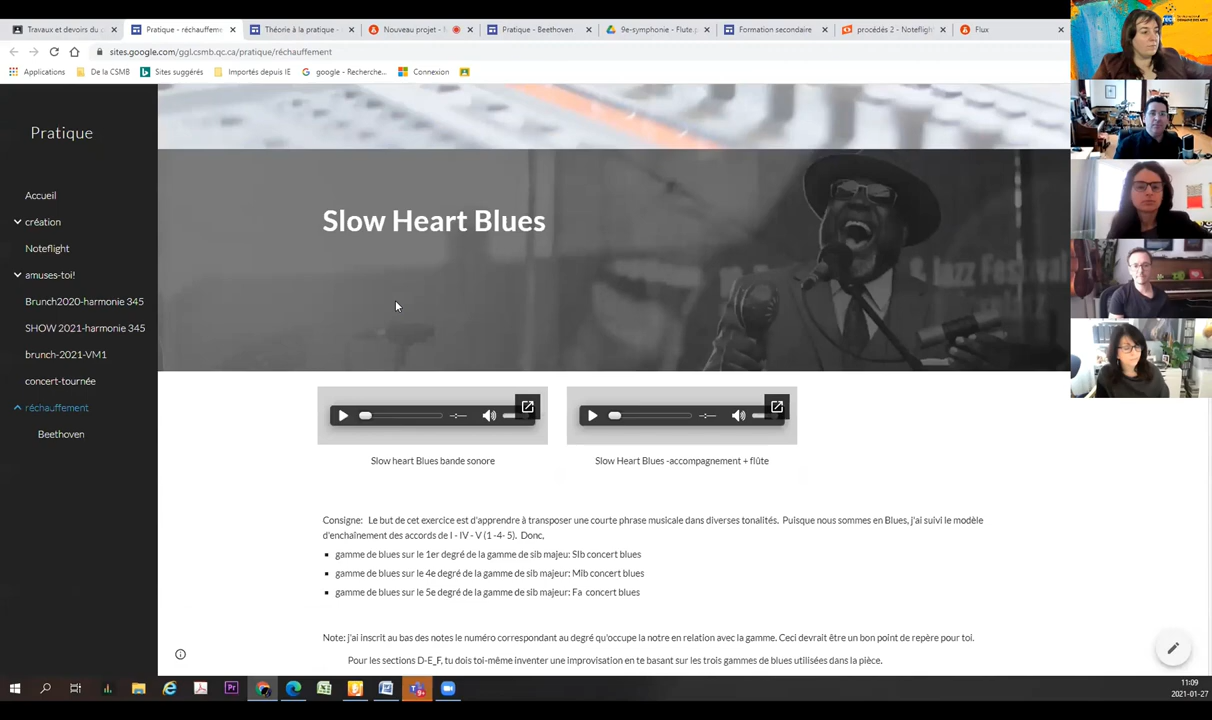 Travaux et devoirs du p
Pratique - réchauffeme
Théorie à la pratique -
Nouveau projet - 1
Pratique - Beethoven
9e-symphonie - Flute.p
Formation secondaire
procédés 2 - Noteflight
Flux
sites.google.com/ggl.csmb.qc.ca/pratique/réchauffement
Applications
De la CSMB
Sites suggérés
Importés depuis IE
google - Recherche...
Connexion
Pratique
Accueil
création
Noteflight
amuses-toi!
Brunch2020-harmonie 345
SHOW 2021-harmonie 345
brunch-2021-VM1
concert-tournée
réchauffement
Beethoven
Slow Heart Blues
Jazz Festival
Slow heart Blues bande sonore
Slow Heart Blues -accompagnement + flûte
Consigne: Le but de cet exercice est d'apprendre à transposer une courte phrase musicale dans diverses tonalités. Puisque nous sommes en Blues, j'ai suivi le modèle
d'enchaînement des accords de I - IV - V (1 -4- 5). Donc,
gamme de blues sur le 1er degré de la gamme de sib majeu: SIb concert blues
gamme de blues sur le 4e degré de la gamme de sib majeur: Mib concert blues
gamme de blues sur le 5e degré de la gamme de sib majeur: Fa concert blues
Note: j'ai inscrit au bas des notes le numéro correspondant au degré qu'occupe la notre en relation avec la gamme. Ceci devrait être un bon point de repère pour toi.
Pour les sections D-E_F, tu dois toi-même inventer une improvisation en te basant sur les trois gammes de blues utilisées dans la pièce.
11:09
2021-01-27